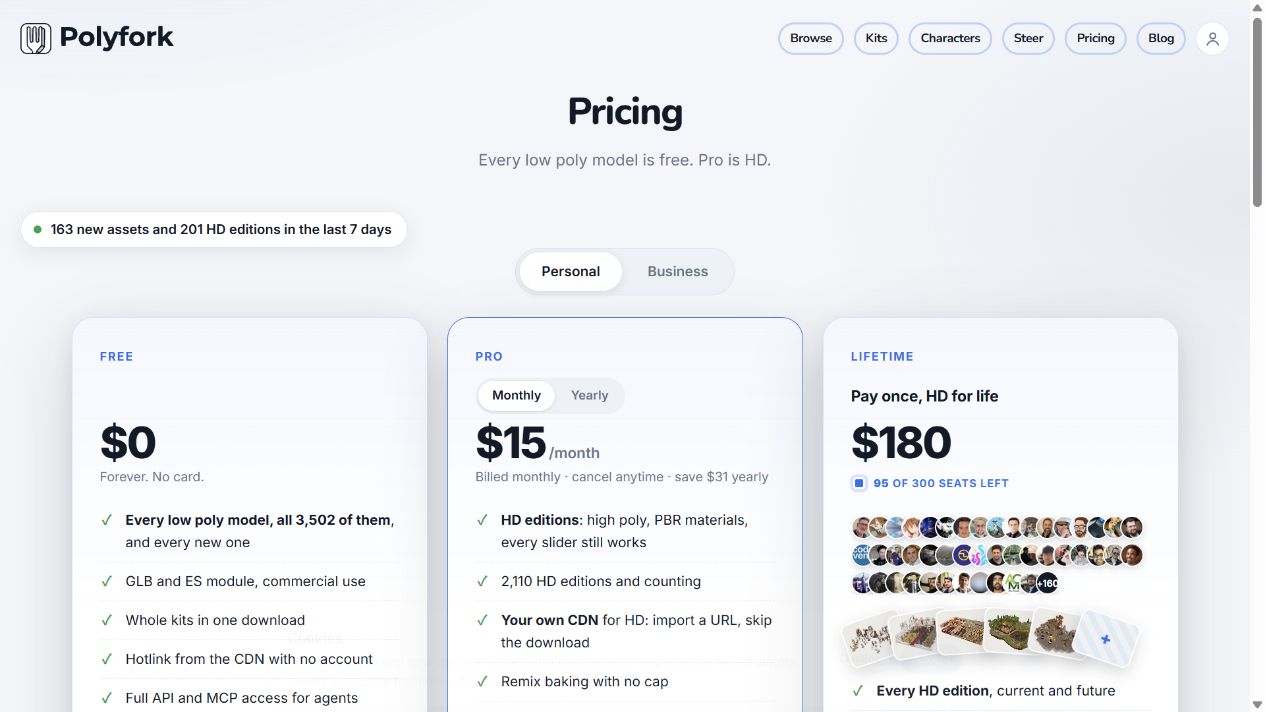 Polyfork
Browse
Kits
Characters
Steer
Pricing
Blog
Pricing
Every low poly model is free. Pro is HD.
163 new assets and 201 HD editions in the last 7 days
Personal
Business
FREE
$0
Forever. No card.
Every low poly model, all 3,502 of them,
and every new one
GLB and ES module, commercial use
Whole kits in one download
Hotlink from the CDN with no account
Full API and MCP access for agents
PRO
Monthly
Yearly
$15 /month
Billed monthly · cancel anytime · save $31 yearly
HD editions: high poly, PBR materials,
every slider still works
2,110 HD editions and counting
Your own CDN for HD: import a URL, skip
the download
Remix baking with no cap
LIFETIME
Pay once, HD for life
$180
95 OF 300 SEATS LEFT
+160
Every HD edition, current and future
Cookies